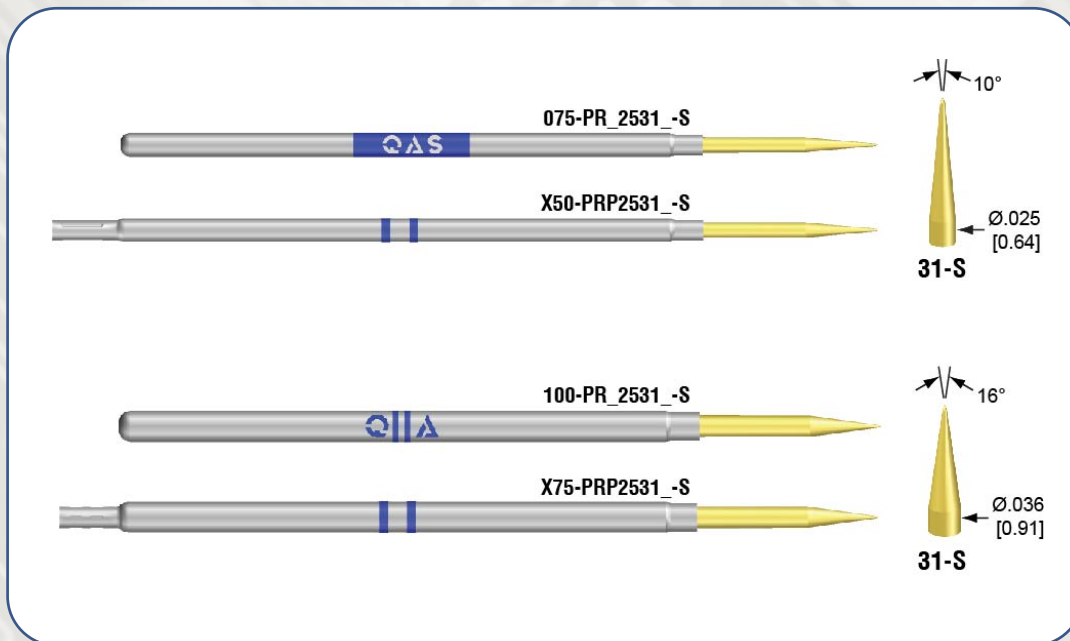 10°
075-PR_2531_-S
QAS
X50-PRP2531_-S
Ø.025
[0.64]
31-S
16°
100-PR_2531_-S
Q||A
X75-PRP2531_-S
Ø.036
[0.91]
31-S